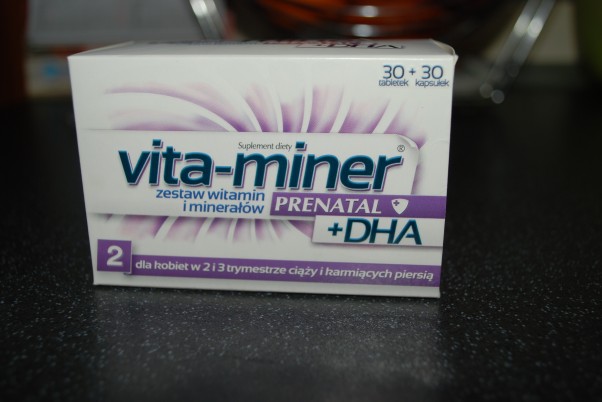 30 + 30
tabletek kapsułek
Suplement diety
vita-miner®
zestaw witamin
i minerałów
PRENATAL
+DHA
2
dla kobiet w 2 i 3 trymestrze ciąży i karmiących piersią